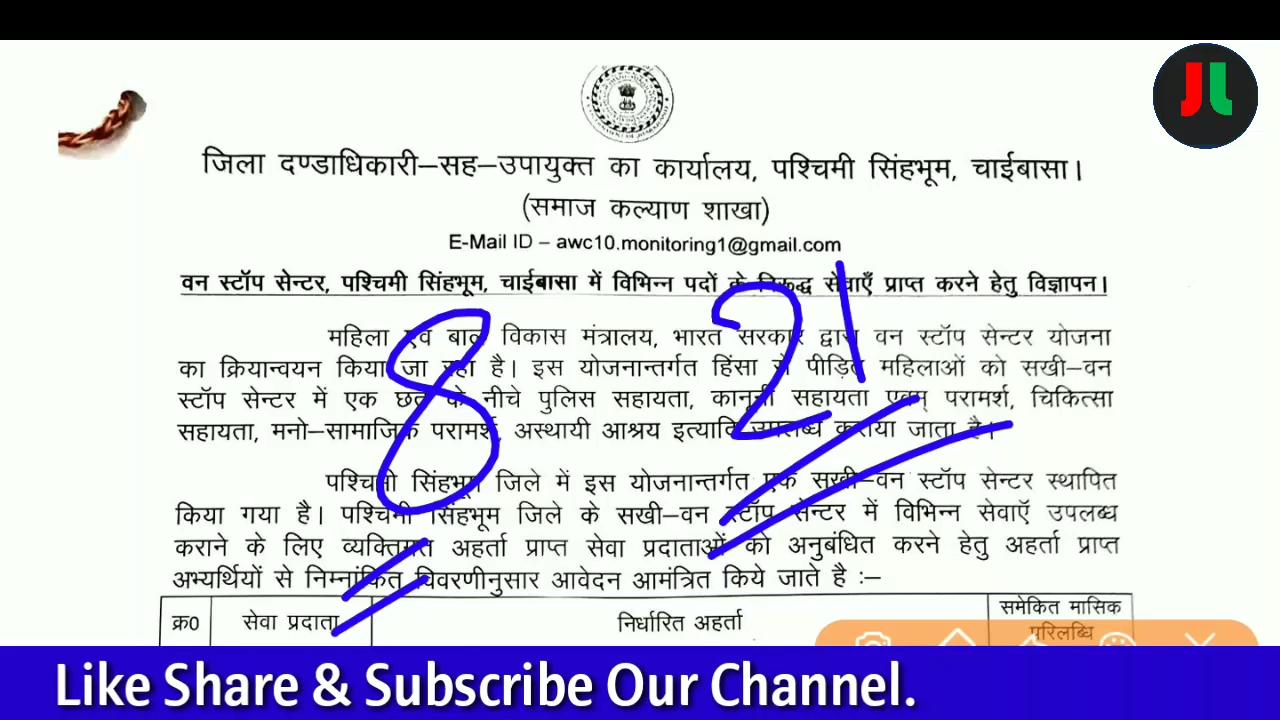 JL
जिला दण्डाधिकारी–सह–उपायुक्त का कार्यालय, पश्चिमी सिंहभूम, चाईबासा।
(समाज कल्याण शाखा)
E-Mail ID – awc10.monitoring1@gmail.com
वन स्टॉप सेन्टर, पश्चिमी सिंहभूम, चाईबासा में विभिन्न पदों के निरूद्ध सेवाएँ प्राप्त करने हेतु विज्ञापन।
महिला एवं बाल विकास मंत्रालय, भारत सरकार द्वारा वन स्टॉप सेन्टर योजना
का क्रियान्वयन किया जा रहा है। इस योजनान्तर्गत हिंसा से पीड़ित महिलाओं को सखी–वन
स्टॉप सेन्टर में एक छत के नीचे पुलिस सहायता, कानूनी सहायता एवम् परामर्श, चिकित्सा
सहायता, मनो–सामाजिक परामर्श, अस्थायी आश्रय इत्यादि उपलब्ध कराया जाता है।
8 21
पश्चिमी सिंहभूम जिले में इस योजनान्तर्गत एक सखी–वन स्टॉप सेन्टर स्थापित
किया गया है। पश्चिमी सिंहभूम जिले के सखी–वन स्टॉप सेन्टर में विभिन्न सेवाऍ उपलब्ध
कराने के लिए व्यक्तिगत अहर्ता प्राप्त सेवा प्रदाताओं को अनुबंधित करने हेतु अहर्ता प्राप्त
अभ्यर्थियों से निम्नांकित विवरणीनुसार आवेदन आमंत्रित किये जाते है :–
क्र0 सेवा प्रदाता निर्धारित अहर्ता समेकित मासिक
परिलब्धि
Like Share & Subscribe Our Channel.